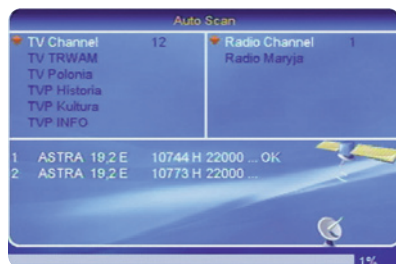 Auto Scan
TV Channel 12
TV TRWAM
TV Polonia
TVP Historia
TVP Kultura
TVP INFO
Radio Channel 1
Radio Maryja
1 ASTRA 19,2 E 10744 H 22000 ... OK
2 ASTRA 19,2 E 10773 H 22000 ...
1%